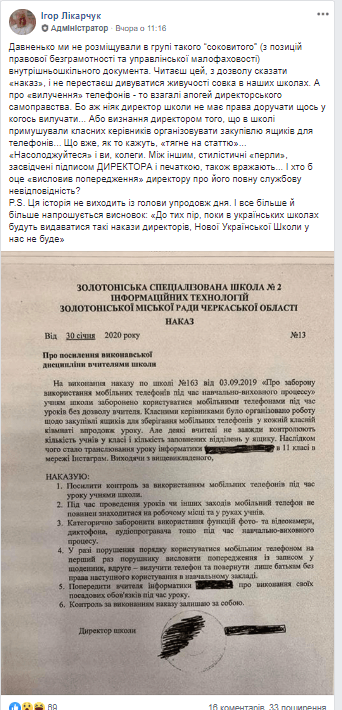 Ігор Лікарчук
Адміністратор · Вчора о 11:16
Давненько ми не розміщували в групі такого "соковитого" (з позицій
правової безграмотності та управлінської малофаховості)
внутрішньошкільного документа. Читаєш цей, з дозволу сказати
«наказ», і не перестаєш дивуватися живучості совка в наших школах. А
про «вилучення» телефонів - то взагалі апогей директорського
самоправства. Бо аж ніяк директор школи не має права доручати щось у
когось вилучати... Або визнання директором того, що в школі
примушували класних керівників організовувати закупівлю ящиків для
телефонів... Що вже, як то кажуть, «тягне на статтю»...
«Насолоджуйтеся» і ви, колеги. Між іншим, стилістичні «перли»,
засвідчені підписом ДИРЕКТОРА і печаткою, також вражають... І хто б
оце «висловив попередження» директору про його повну службову
невідповідність?
P.S. Ця історія не виходить із голови упродовж дня. І все більше й
більше напрошується висновок: «До тих пір, поки в українських школах
будуть видаватися такі накази директорів, Нової Української Школи у
нас не буде»
ЗОЛОТОНІСЬКА СПЕЦІАЛІЗОВАНА ШКОЛА № 2
ІНФОРМАЦІЙНИХ ТЕХНОЛОГІЙ
ЗОЛОТОНІСЬКОЇ МІСЬКОЇ РАДИ ЧЕРКАСЬКОЇ ОБЛАСТІ
НАКАЗ
Від 30 січня 2020 року №13
Про посилення виконавської
дисципліни вчителями школи
На виконання наказу по школі №163 від 03.09.2019 «Про заборону
використання мобільних телефонів під час навчально-виховного процесу»
учням школи заборонено користуватися мобільними телефонами під час
уроків без дозволу вчителя. Класними керівниками було організовано роботу
щодо закупівлі ящиків для зберігання мобільних телефонів у кожній класній
кімнаті впродовж уроку. Але деякі вчителі не завжди контролюють
кількість учнів у класі і кількість заповнених відділень у ящику. Наслідком
чого стало транслювання уроку інформатики в 11 класі в
мережі Інстаграм. Виходячи з вищевикладеного,
НАКАЗУЮ:
1. Посилити контроль за використанням мобільних телефонів під час
уроку учнями школи.
2. Під час проведення уроків чи інших заходів мобільний телефон не
повинен знаходитися на робочому місті та у руках учнів.
3. Категорично заборонити використання функцій фото- та відеокамери,
диктофона, аудіопрогравача тощо під час навчально-виховного
процесу.
4. У разі порушення порядку користуватися мобільним телефоном на
перший раз порушнику висловити попередження із записом у
щоденник, вдруге – вилучити телефон та повернути лише батькам без
права наступного користування в навчальному закладі.
5. Попередити вчителя інформатики про виконання своїх
посадових обов'язків під час уроку.
6. Контроль за виконанням наказу залишаю за собою.
Директор школи
69 16 коментарів 33 поширення